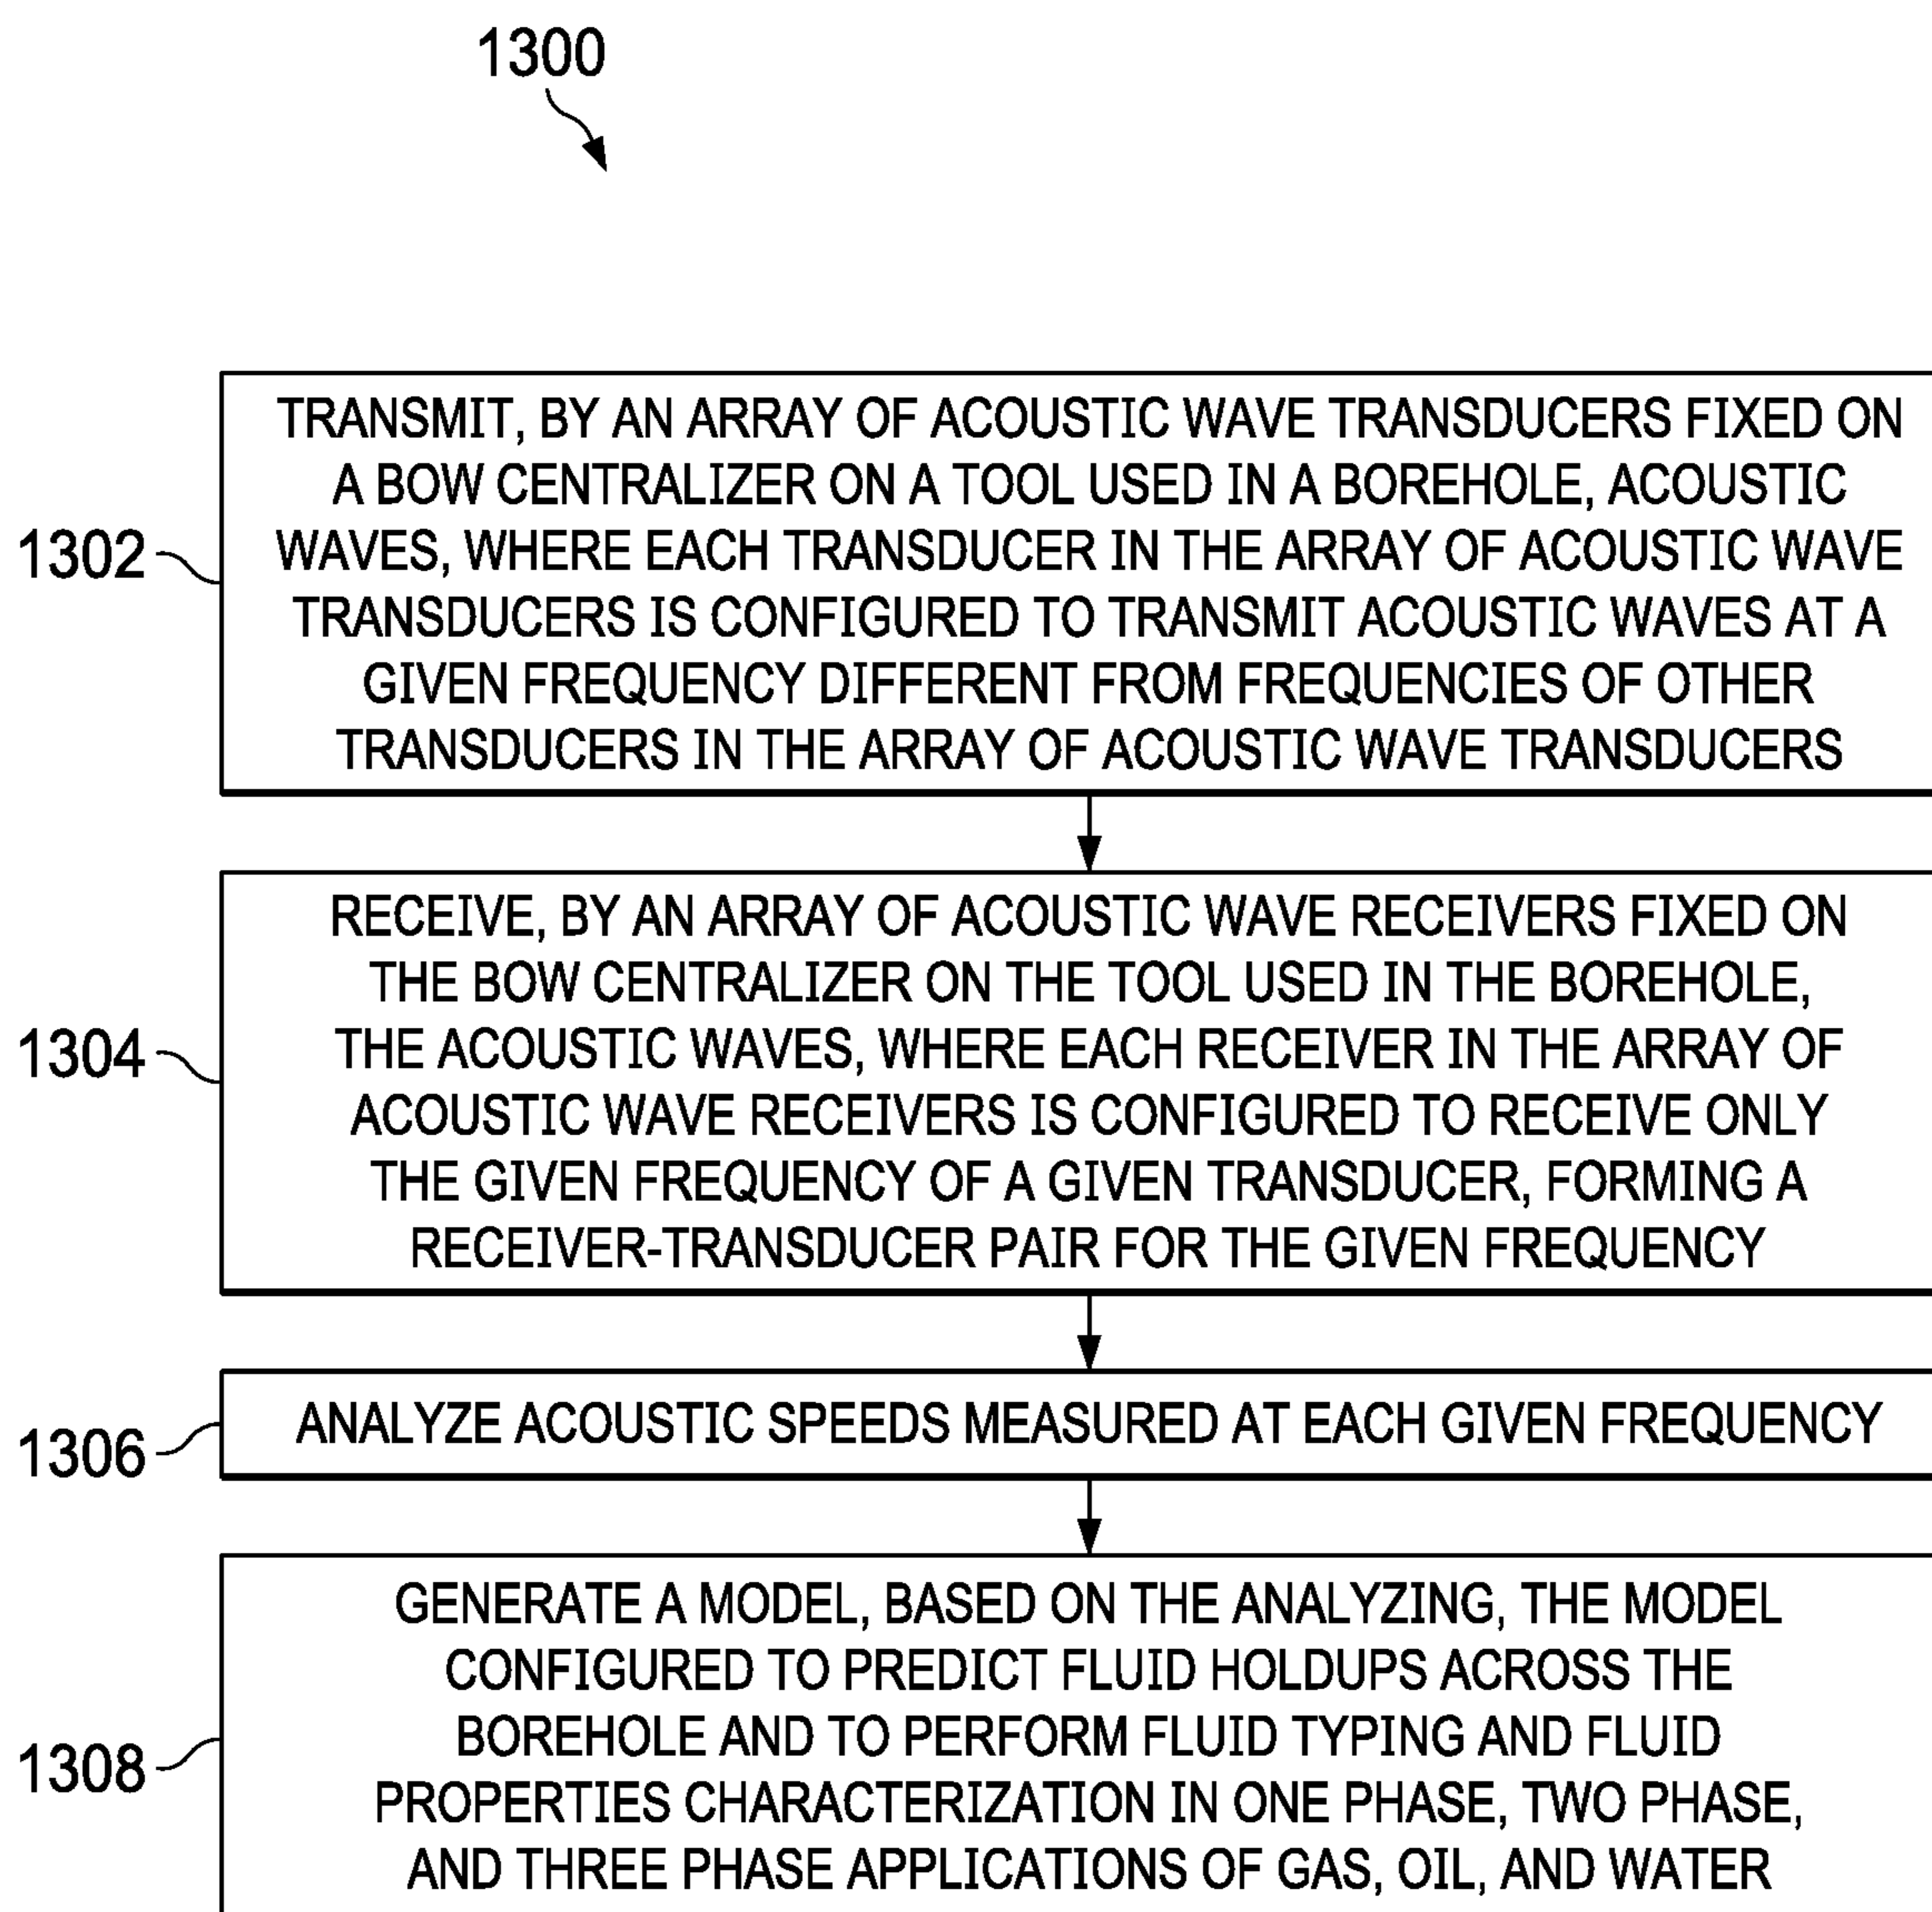 1300
1302
TRANSMIT, BY AN ARRAY OF ACOUSTIC WAVE TRANSDUCERS FIXED ON
A BOW CENTRALIZER ON A TOOL USED IN A BOREHOLE, ACOUSTIC
WAVES, WHERE EACH TRANSDUCER IN THE ARRAY OF ACOUSTIC WAVE
TRANSDUCERS IS CONFIGURED TO TRANSMIT ACOUSTIC WAVES AT A
GIVEN FREQUENCY DIFFERENT FROM FREQUENCIES OF OTHER
TRANSDUCERS IN THE ARRAY OF ACOUSTIC WAVE TRANSDUCERS
1304
RECEIVE, BY AN ARRAY OF ACOUSTIC WAVE RECEIVERS FIXED ON
THE BOW CENTRALIZER ON THE TOOL USED IN THE BOREHOLE,
THE ACOUSTIC WAVES, WHERE EACH RECEIVER IN THE ARRAY OF
ACOUSTIC WAVE RECEIVERS IS CONFIGURED TO RECEIVE ONLY
THE GIVEN FREQUENCY OF A GIVEN TRANSDUCER, FORMING A
RECEIVER-TRANSDUCER PAIR FOR THE GIVEN FREQUENCY
1306
ANALYZE ACOUSTIC SPEEDS MEASURED AT EACH GIVEN FREQUENCY
1308
GENERATE A MODEL, BASED ON THE ANALYZING, THE MODEL
CONFIGURED TO PREDICT FLUID HOLDUPS ACROSS THE
BOREHOLE AND TO PERFORM FLUID TYPING AND FLUID
PROPERTIES CHARACTERIZATION IN ONE PHASE, TWO PHASE,
AND THREE PHASE APPLICATIONS OF GAS, OIL, AND WATER